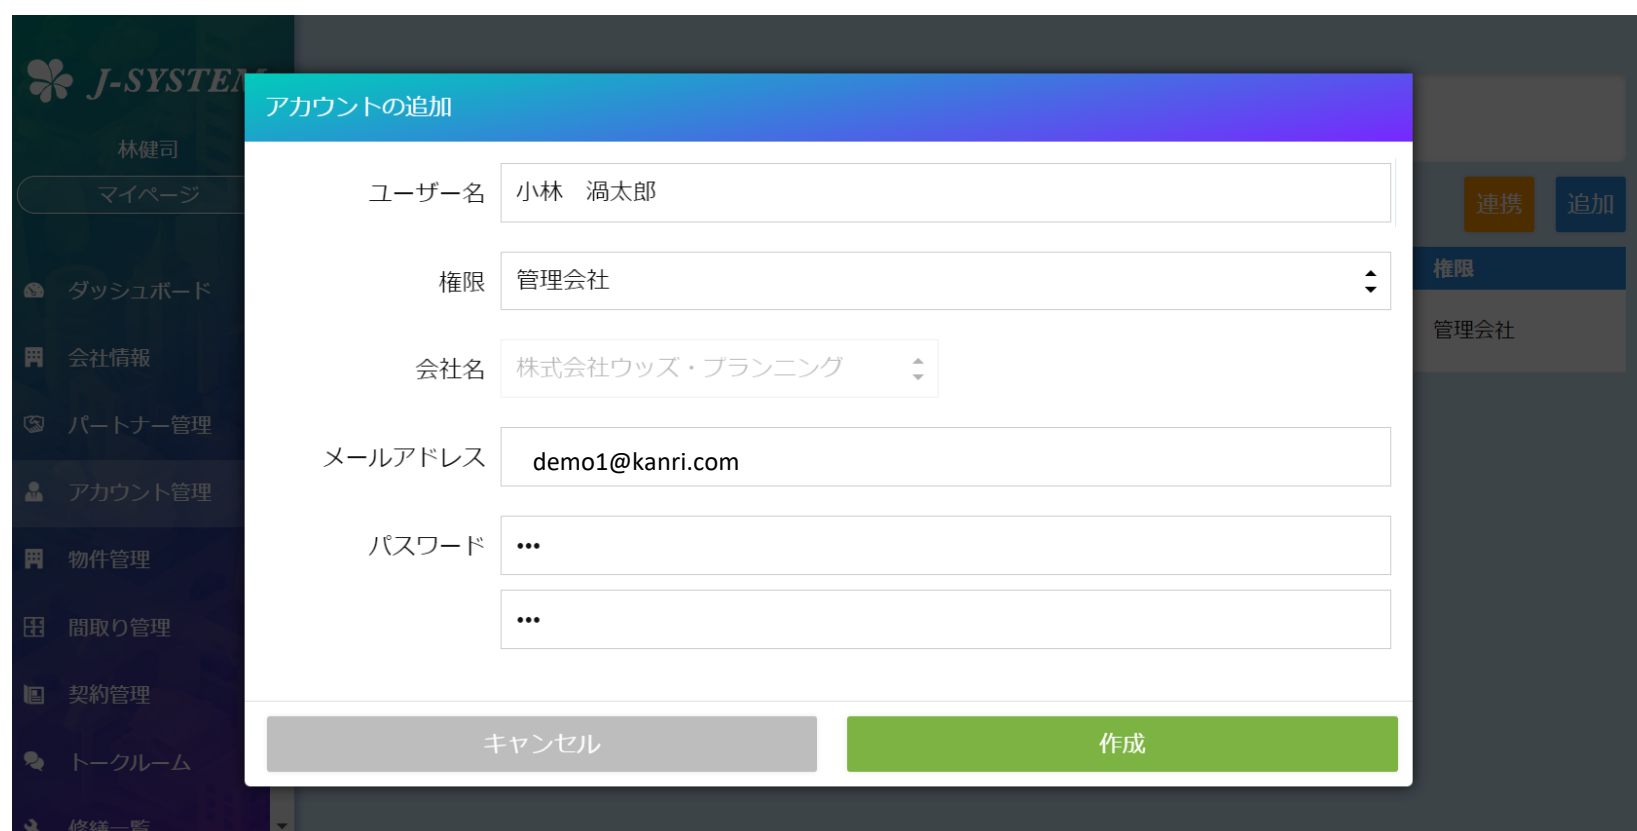 J-SYSTEM
林健司
マイページ
ダッシュボード
会社情報
パートナー管理
アカウント管理
物件管理
間取り管理
契約管理
トークルーム
修繕一覧
アカウントの追加
ユーザー名
小林　渦太郎
権限
管理会社
会社名
株式会社ウッズ・プランニング
メールアドレス
demo1@kanri.com
パスワード
•••
•••
キャンセル
作成
連携
追加
権限
管理会社